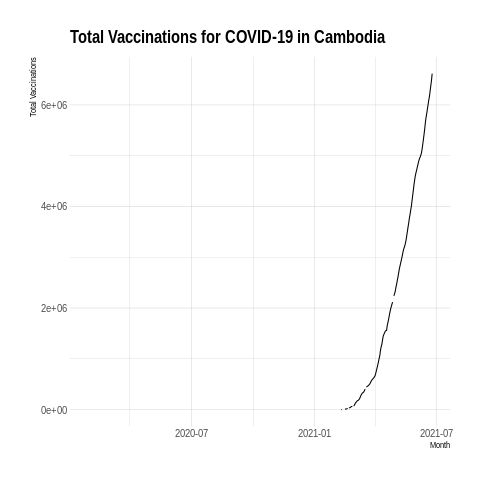 Total Vaccinations for COVID-19 in Cambodia
Total Vaccinations
6e+06
4e+06
2e+06
0e+00
2020-07 2021-01 2021-07
Month